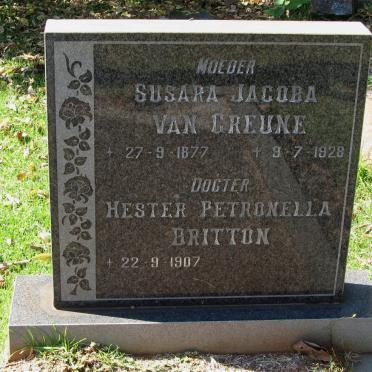 Moeder
Susara Jacoba
van Greune
* 27-9-1877 + 9-7-1928
Dogter
Hester Petronella
Britton
* 22-9-1907